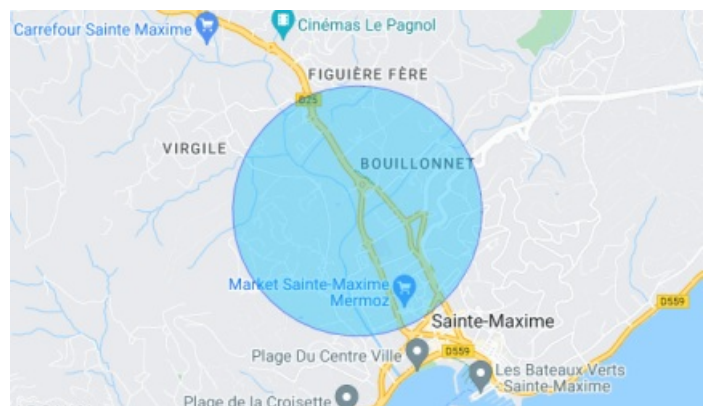 Carrefour Sainte Maxime
Cinémas Le Pagnol
FIGUIÈRE FÈRE
D25
VIRGILE
BOUILLONNET
Market Sainte-Maxime
Mermoz
D559
Sainte-Maxime
Plage Du Centre Ville
D559
Les Bateaux Verts
Sainte-Maxime
Plage de la Croisette